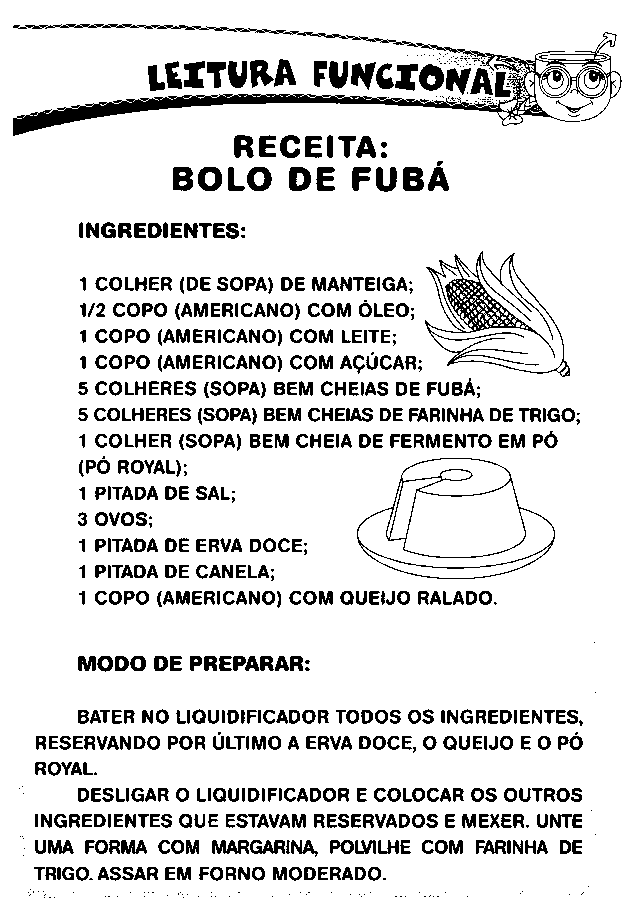 LEITURA FUNCIONAL
RECEITA:
BOLO DE FUBÁ
INGREDIENTES:
1 COLHER (DE SOPA) DE MANTEIGA;
1/2 COPO (AMERICANO) COM ÓLEO;
1 COPO (AMERICANO) COM LEITE;
1 COPO (AMERICANO) COM AÇÚCAR;
5 COLHERES (SOPA) BEM CHEIAS DE FUBÁ;
5 COLHERES (SOPA) BEM CHEIAS DE FARINHA DE TRIGO;
1 COLHER (SOPA) BEM CHEIA DE FERMENTO EM PÓ
(PÓ ROYAL);
1 PITADA DE SAL;
3 OVOS;
1 PITADA DE ERVA DOCE;
1 PITADA DE CANELA;
1 COPO (AMERICANO) COM QUEIJO RALADO.
MODO DE PREPARAR:
BATER NO LIQUIDIFICADOR TODOS OS INGREDIENTES,
RESERVANDO POR ÚLTIMO A ERVA DOCE, O QUEIJO E O PÓ
ROYAL.
DESLIGAR O LIQUIDIFICADOR E COLOCAR OS OUTROS
INGREDIENTES QUE ESTAVAM RESERVADOS E MEXER. UNTE
UMA FORMA COM MARGARINA, POLVILHE COM FARINHA DE
TRIGO. ASSAR EM FORNO MODERADO.